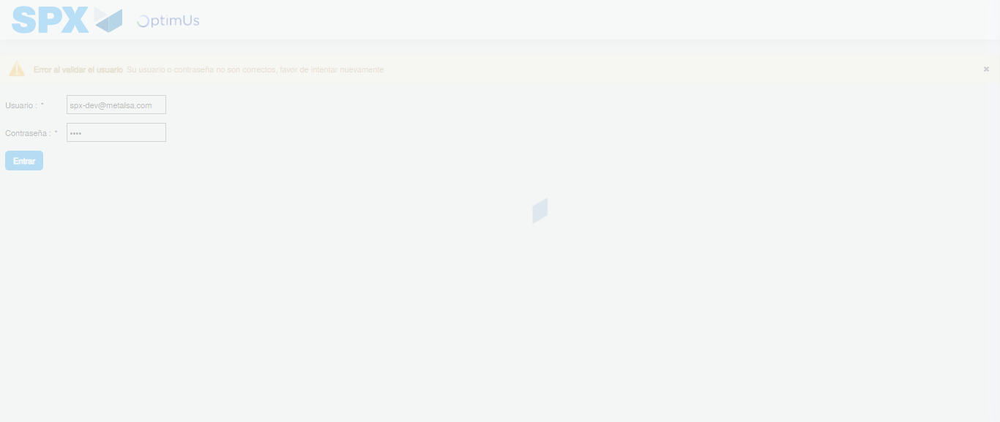 SPX OptimUs
Error al validar el usuario Su usuario o contraseña no son correctos, favor de intentar nuevamente
Usuario : * spx-dev@metalsa.com
Contraseña : * ••••
Entrar